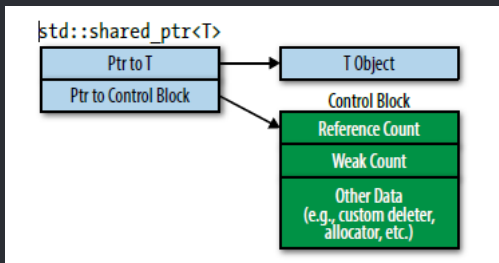 std::shared_ptr<T>
Ptr to T
T Object
Ptr to Control Block
Control Block
Reference Count
Weak Count
Other Data
(e.g., custom deleter,
allocator, etc.)